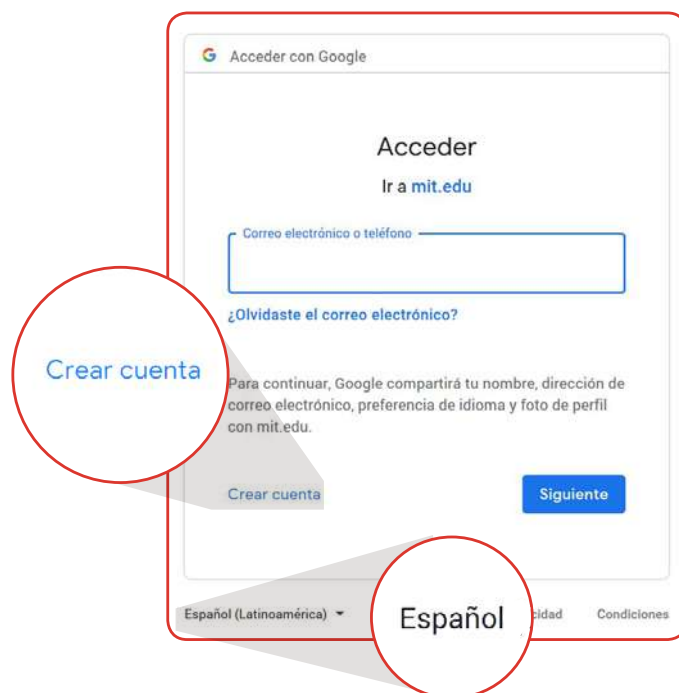 Acceder con Google
Acceder
Ir a mit.edu
Correo electrónico o teléfono
¿Olvidaste el correo electrónico?
Crear cuenta
Para continuar, Google compartirá tu nombre, dirección de
correo electrónico, preferencia de idioma y foto de perfil
con mit.edu.
Crear cuenta
Siguiente
Español (Latinoamérica)
Español
Condiciones